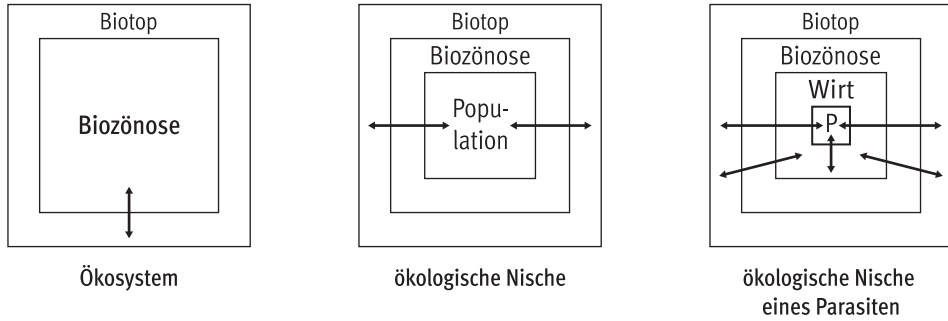 Biotop
Biozönose
Ökosystem
Biotop
Biozönose
Popu-
lation
ökologische Nische
Biotop
Biozönose
Wirt
P
ökologische Nische
eines Parasiten